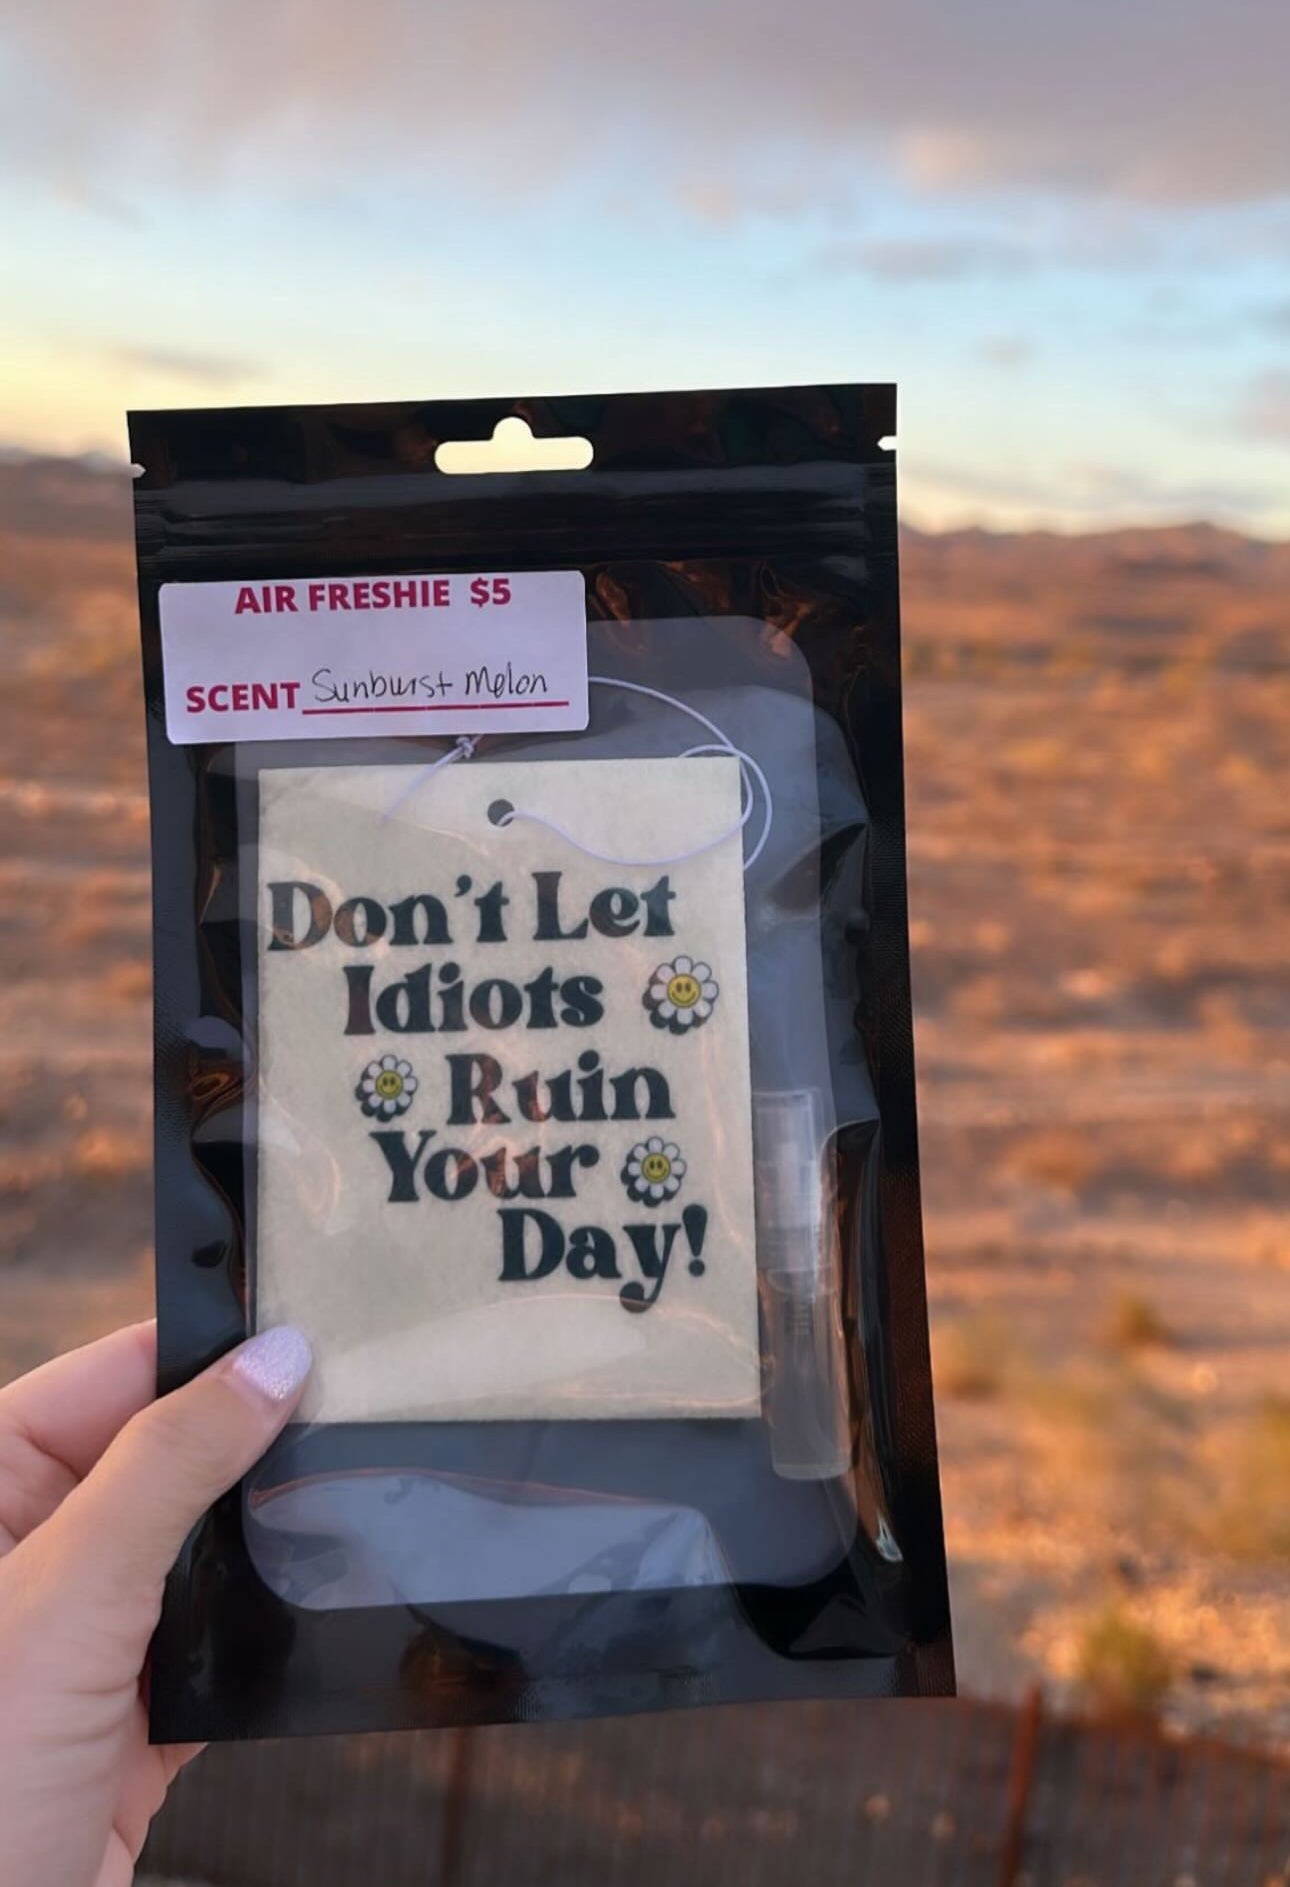 AIR FRESHIE $5
SCENT Sunburst Melon
Don't Let
Idiots
Ruin
Your
Day!